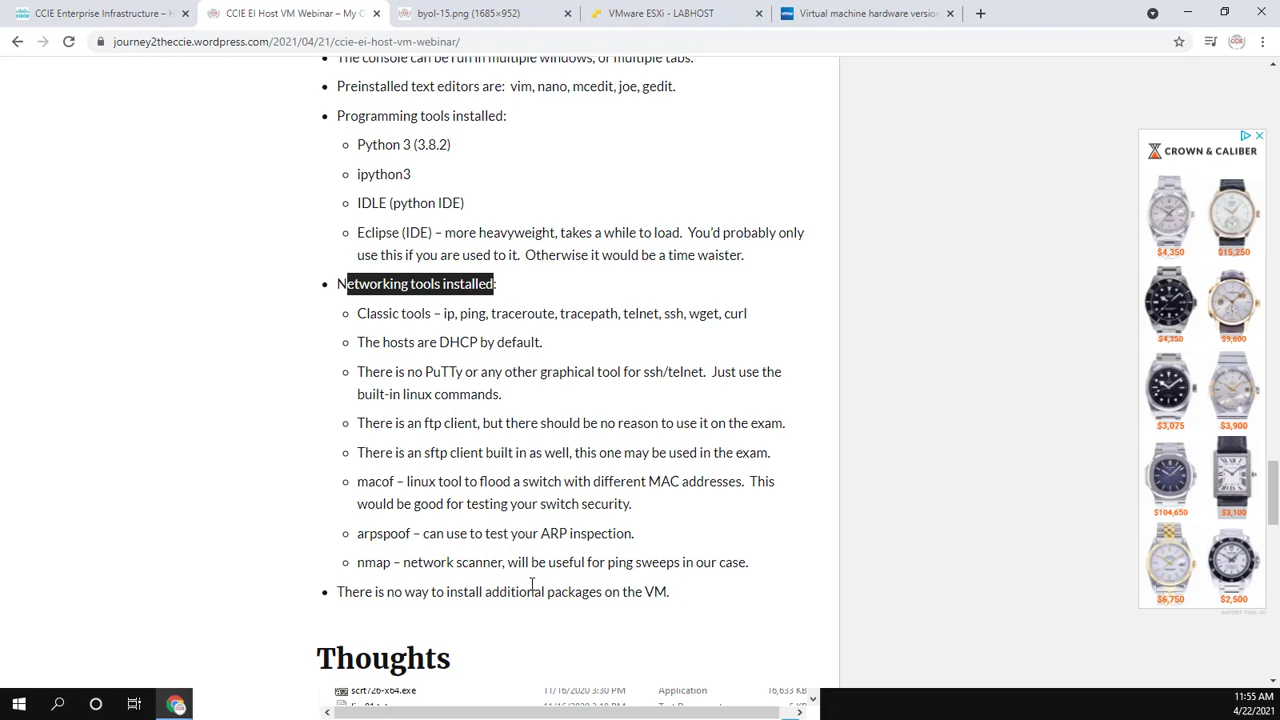 CCIE Enterprise Infrastructure – H
CCIE EI Host VM Webinar – My C
byol-15.png (1685×952)
VMware ESXi - LABHOST
Virtual machine hardware version
journey2theccie.wordpress.com/2021/04/21/ccie-ei-host-vm-webinar/
The console can be run in multiple windows, or multiple tabs.
Preinstalled text editors are: vim, nano, mcedit, joe, gedit.
Programming tools installed:
Python 3 (3.8.2)
ipython3
IDLE (python IDE)
Eclipse (IDE) – more heavyweight, takes a while to load. You'd probably only
use this if you are used to it. Otherwise it would be a time waister.
Networking tools installed:
Classic tools – ip, ping, traceroute, tracepath, telnet, ssh, wget, curl
The hosts are DHCP by default.
There is no PuTTy or any other graphical tool for ssh/telnet. Just use the
built-in linux commands.
There is an ftp client, but there should be no reason to use it on the exam.
There is an sftp client built in as well, this one may be used in the exam.
macof – linux tool to flood a switch with different MAC addresses. This
would be good for testing your switch security.
arpspoof – can use to test your ARP inspection.
nmap – network scanner, will be useful for ping sweeps in our case.
There is no way to install additional packages on the VM.
Thoughts
scrt726-x64.exe 11/16/2020 3:30 PM Application 16,633 KB
CROWN & CALIBER
$4,350 $15,250
$4,350 $9,600
$3,075 $3,900
$104,650 $3,100
$6,750 $2,500
REPORT THIS AD
11:55 AM
4/22/2021